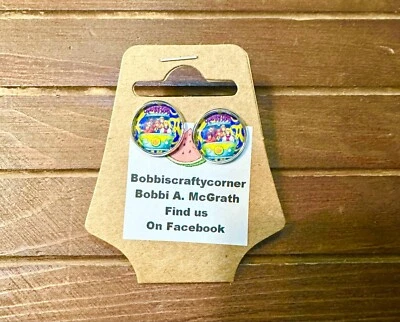 Bobbiscraftycorner
Bobbi A. McGrath
Find us
On Facebook